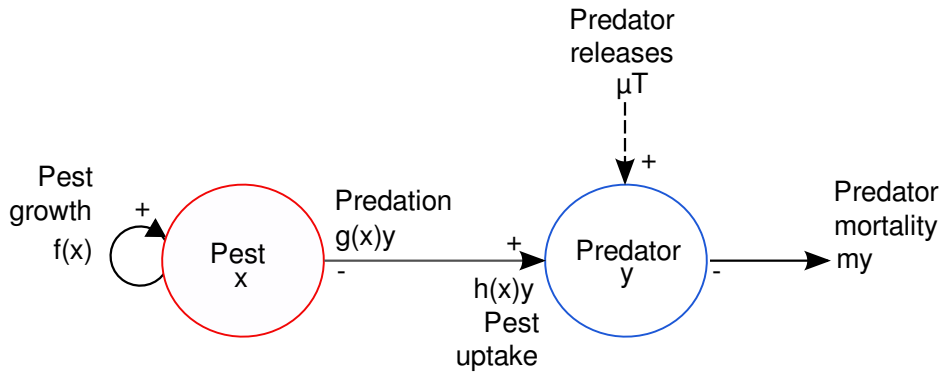 Predator
releases
μT
+
Pest
growth
f(x)
+
Pest
x
Predation
g(x)y
-
+
h(x)y
Pest
uptake
Predator
y
-
Predator
mortality
my